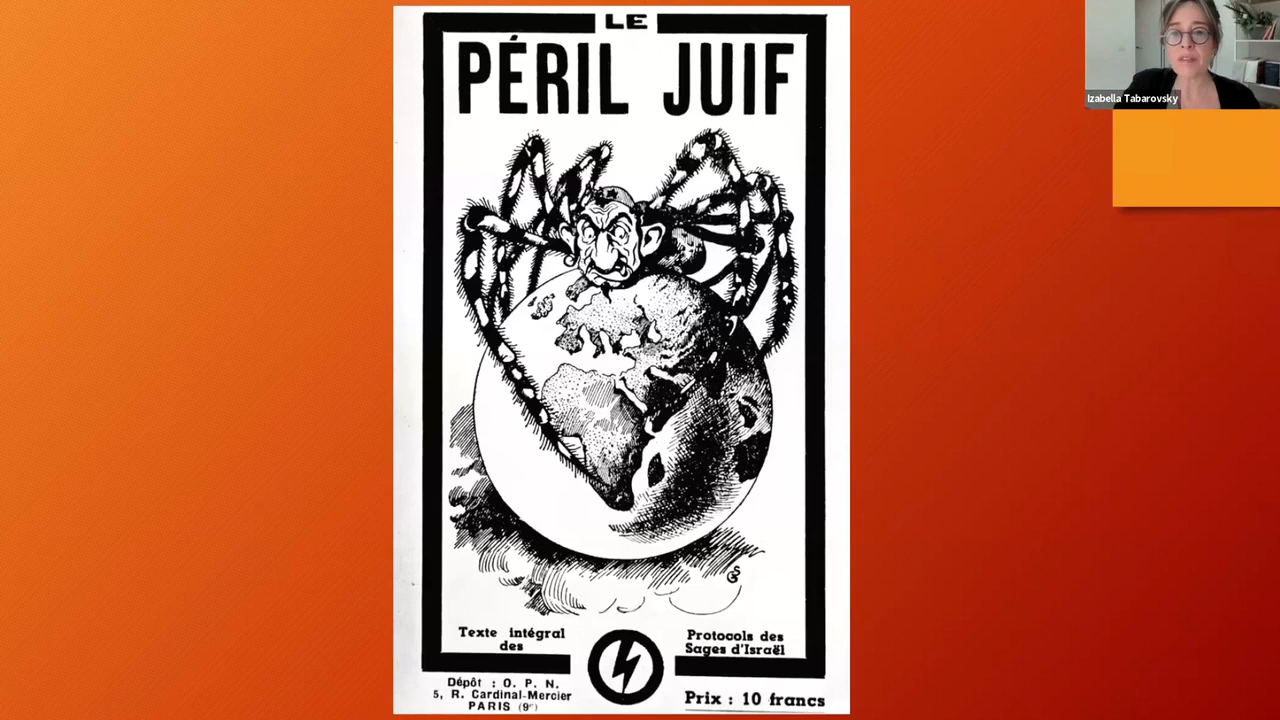 LE
PÉRIL JUIF
Texte intégral
des
Protocols des
Sages d'Israël
Dépôt : O. P. N.
5, R. Cardinal-Mercier
PARIS (9e)
Prix : 10 francs
Izabella Tabarovsky